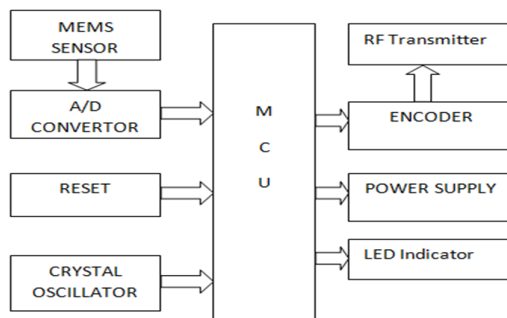 MEMS
SENSOR
A/D
CONVERTOR
RESET
CRYSTAL
OSCILLATOR
M
C
U
RF Transmitter
ENCODER
POWER SUPPLY
LED Indicator